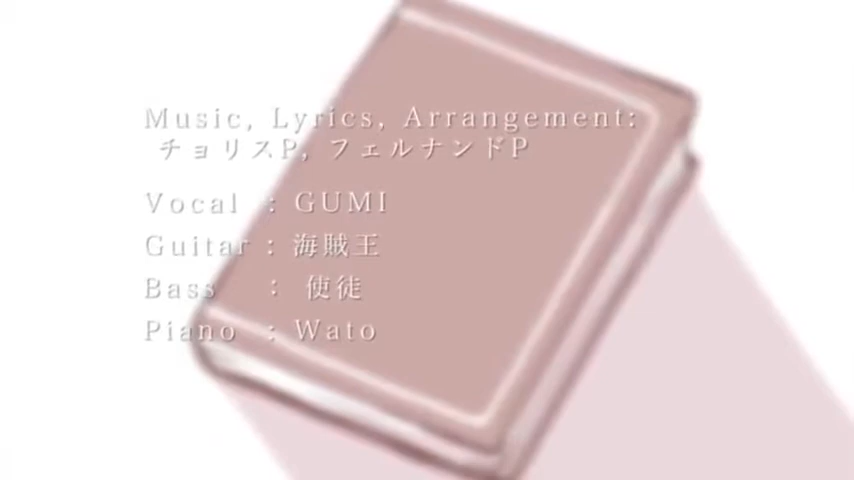 Music, Lyrics, Arrangement:
チョリスP, フェルナンドP
Vocal : GUMI
Guitar : 海賊王
Bass : 使徒
Piano : Wato